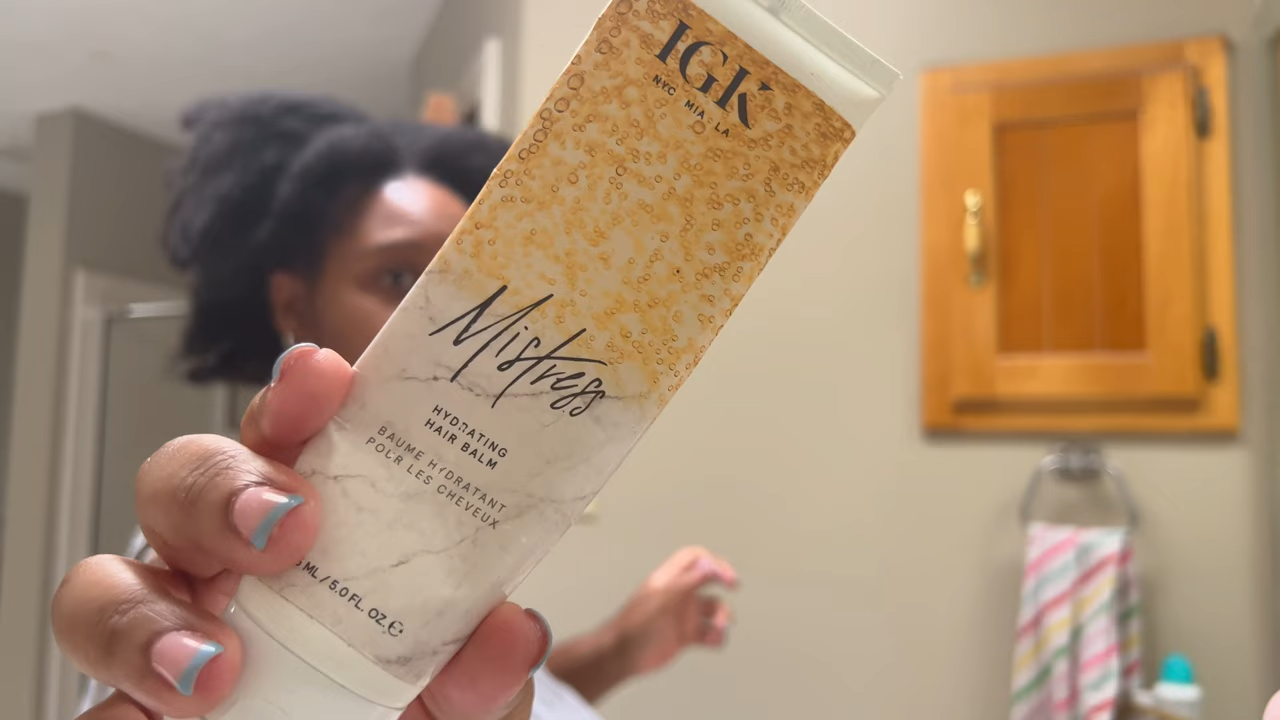 IGK
NYC MIA LA
Mistress
HYDRATING
HAIR BALM
BAUME HYDRATANT
POUR LES CHEVEUX
ML / 5.0 FL. OZ. ℮